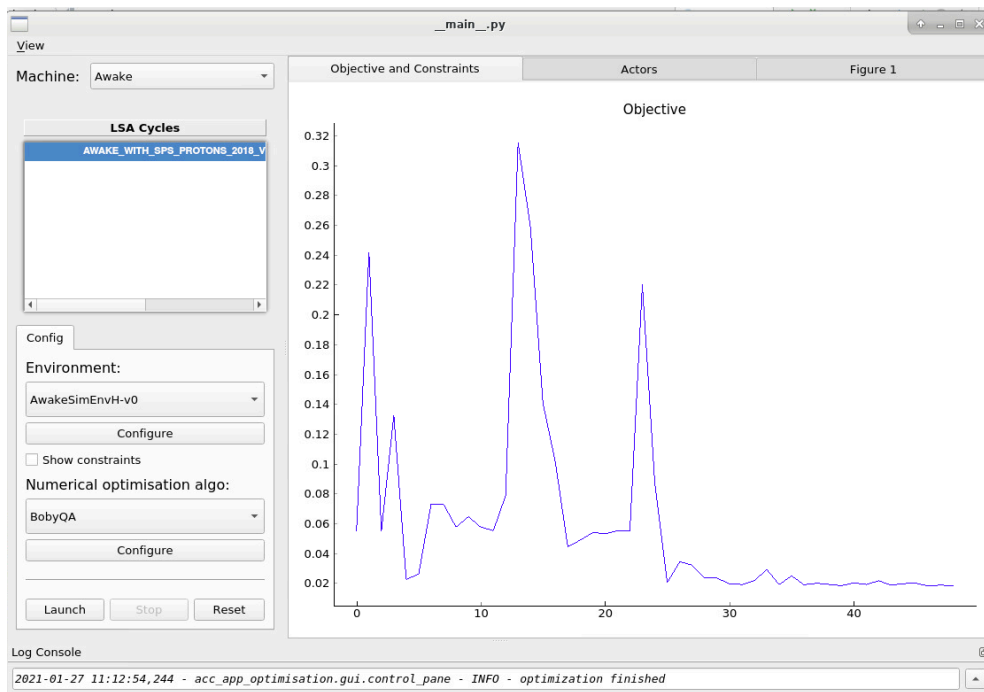 __main__.py
View
Machine:
Awake
LSA Cycles
AWAKE_WITH_SPS_PROTONS_2018_V
Config
Environment:
AwakeSimEnvH-v0
Configure
Show constraints
Numerical optimisation algo:
BobyQA
Configure
Launch
Stop
Reset
Objective and Constraints
Actors
Figure 1
Objective
0.32
0.3
0.28
0.26
0.24
0.22
0.2
0.18
0.16
0.14
0.12
0.1
0.08
0.06
0.04
0.02
0
10
20
30
40
Log Console
2021-01-27 11:12:54,244 - acc_app_optimisation.gui.control_pane - INFO - optimization finished